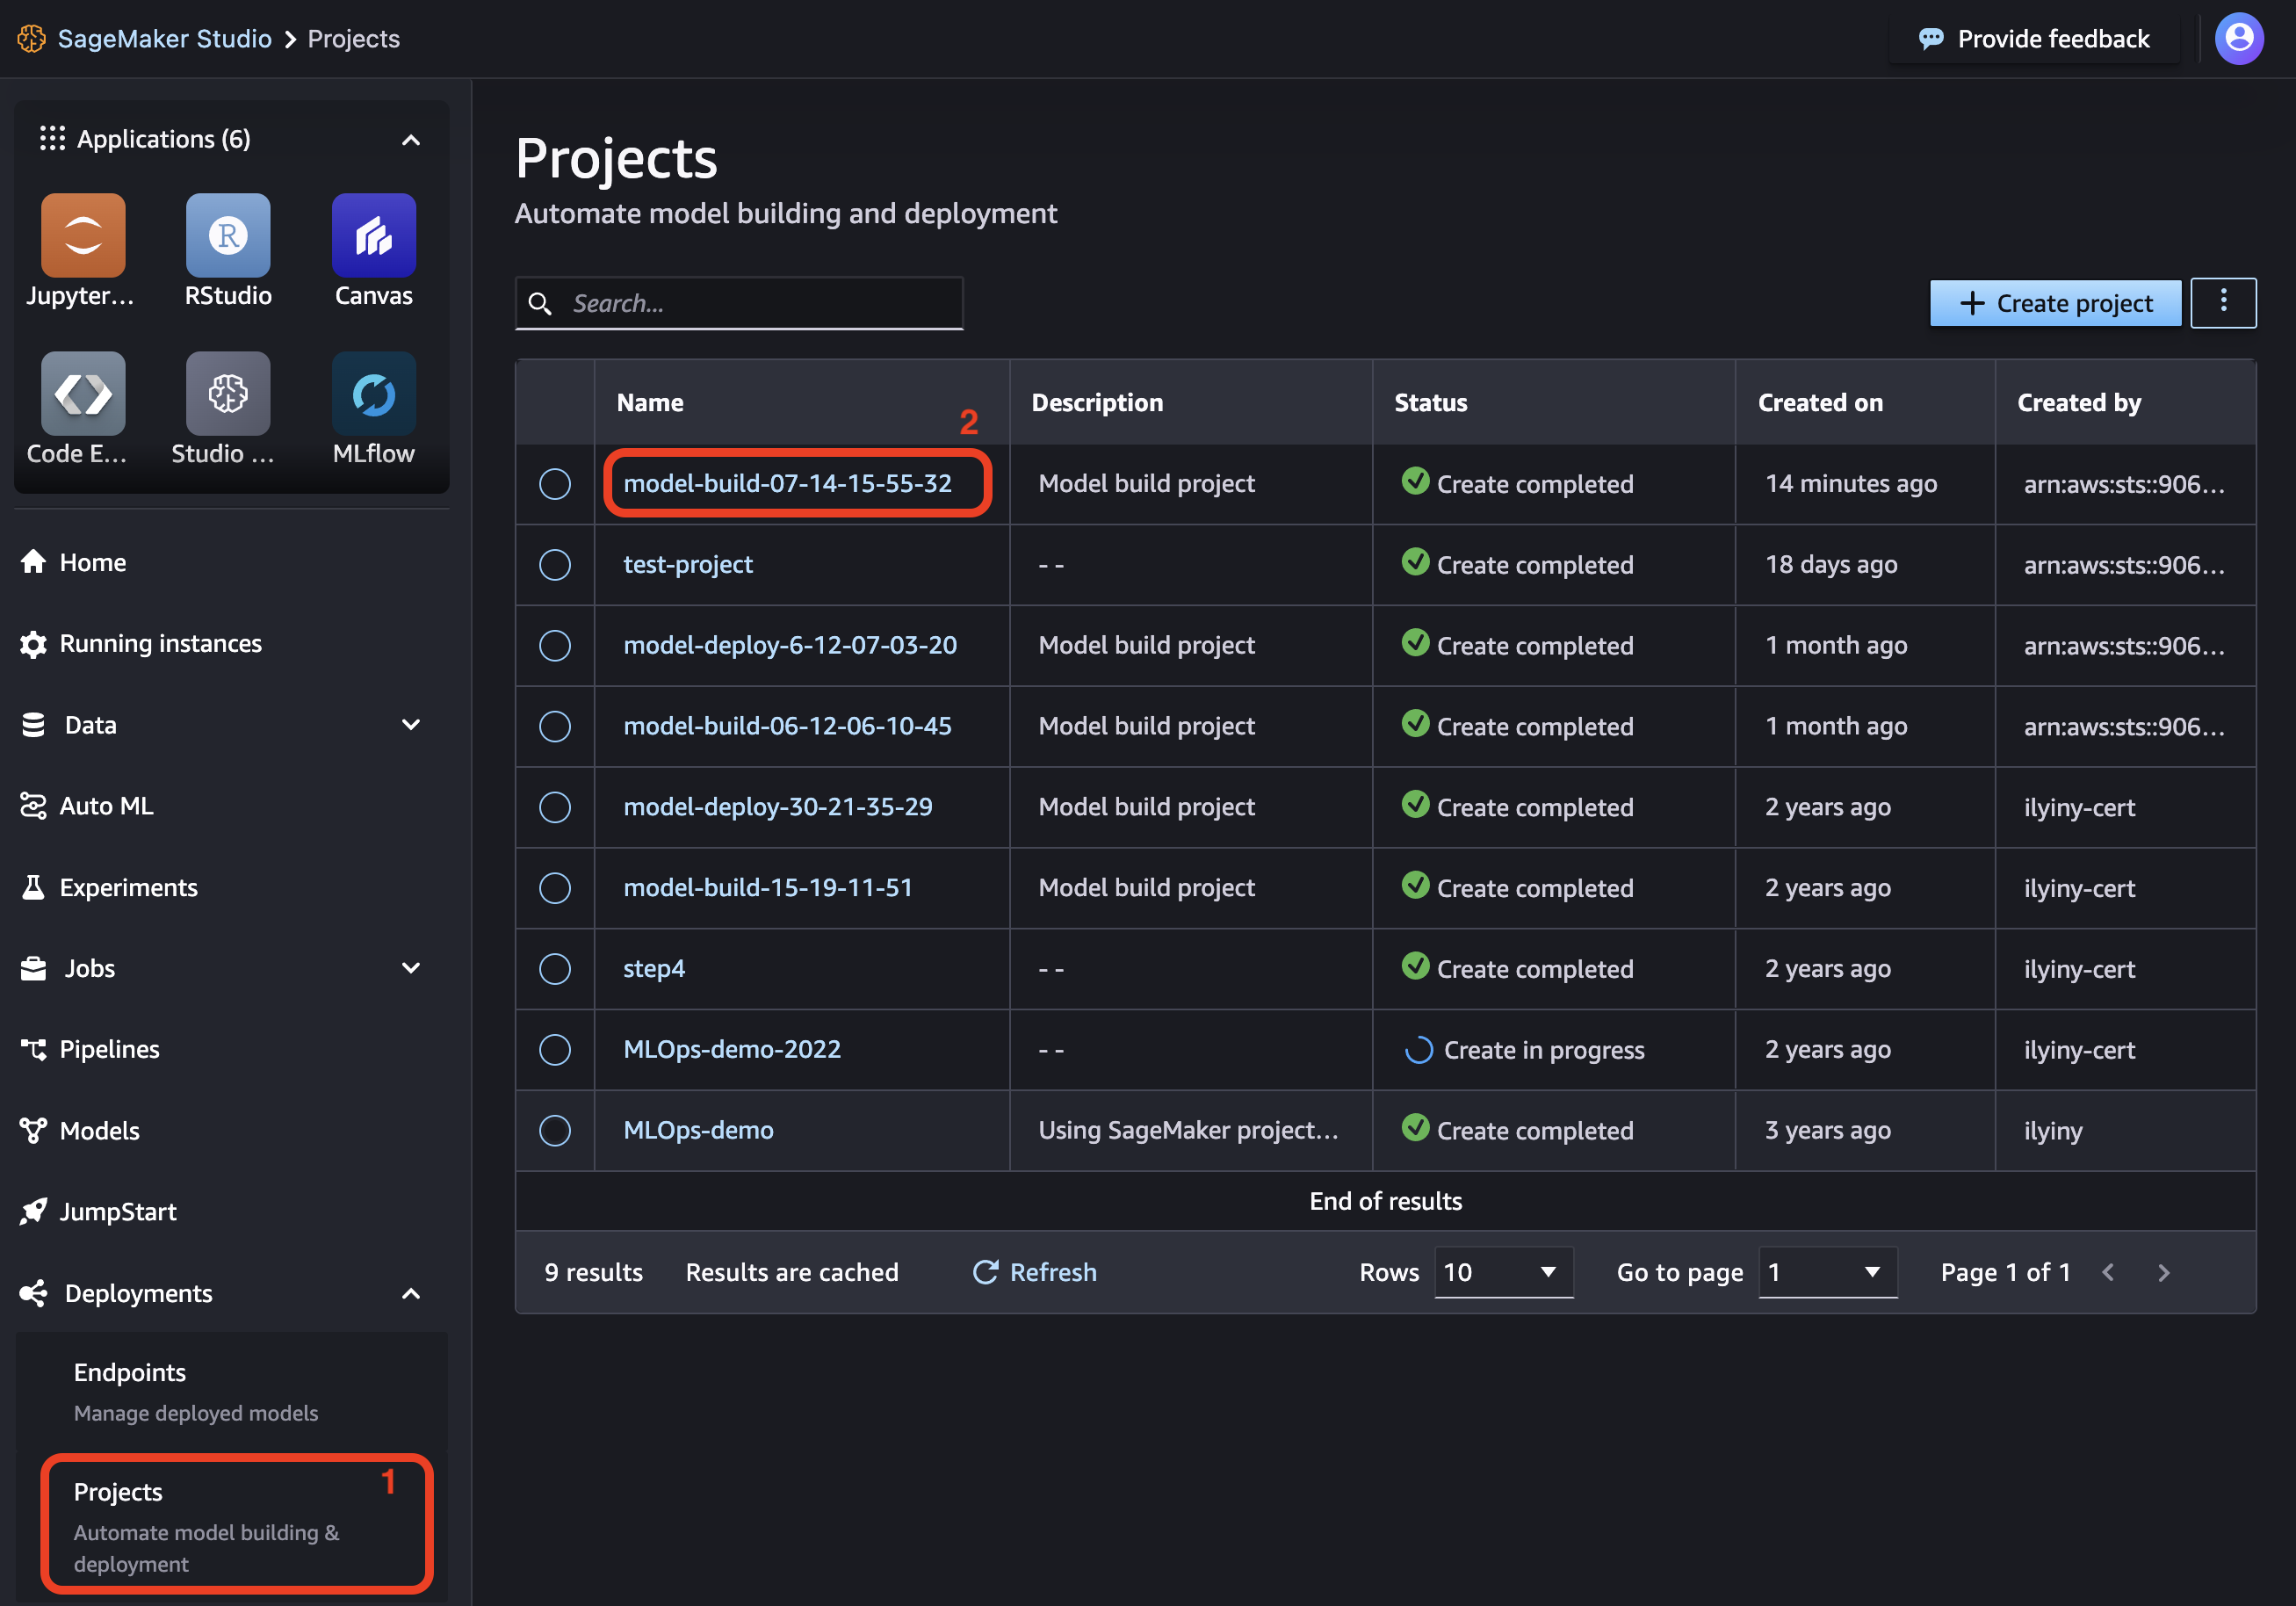 SageMaker Studio > Projects
Provide feedback
Applications (6)
Jupyter...
RStudio
Canvas
Code E...
Studio ...
MLflow
Home
Running instances
Data
Auto ML
Experiments
Jobs
Pipelines
Models
JumpStart
Deployments
Endpoints
Manage deployed models
Projects 1
Automate model building &
deployment
Projects
Automate model building and deployment
Search...
+ Create project
Name 2 Description Status Created on Created by
model-build-07-14-15-55-32 Model build project Create completed 14 minutes ago arn:aws:sts::906...
test-project -- Create completed 18 days ago arn:aws:sts::906...
model-deploy-6-12-07-03-20 Model build project Create completed 1 month ago arn:aws:sts::906...
model-build-06-12-06-10-45 Model build project Create completed 1 month ago arn:aws:sts::906...
model-deploy-30-21-35-29 Model build project Create completed 2 years ago ilyiny-cert
model-build-15-19-11-51 Model build project Create completed 2 years ago ilyiny-cert
step4 -- Create completed 2 years ago ilyiny-cert
MLOps-demo-2022 -- Create in progress 2 years ago ilyiny-cert
MLOps-demo Using SageMaker project... Create completed 3 years ago ilyiny
End of results
9 results Results are cached Refresh Rows 10 Go to page 1 Page 1 of 1 < >